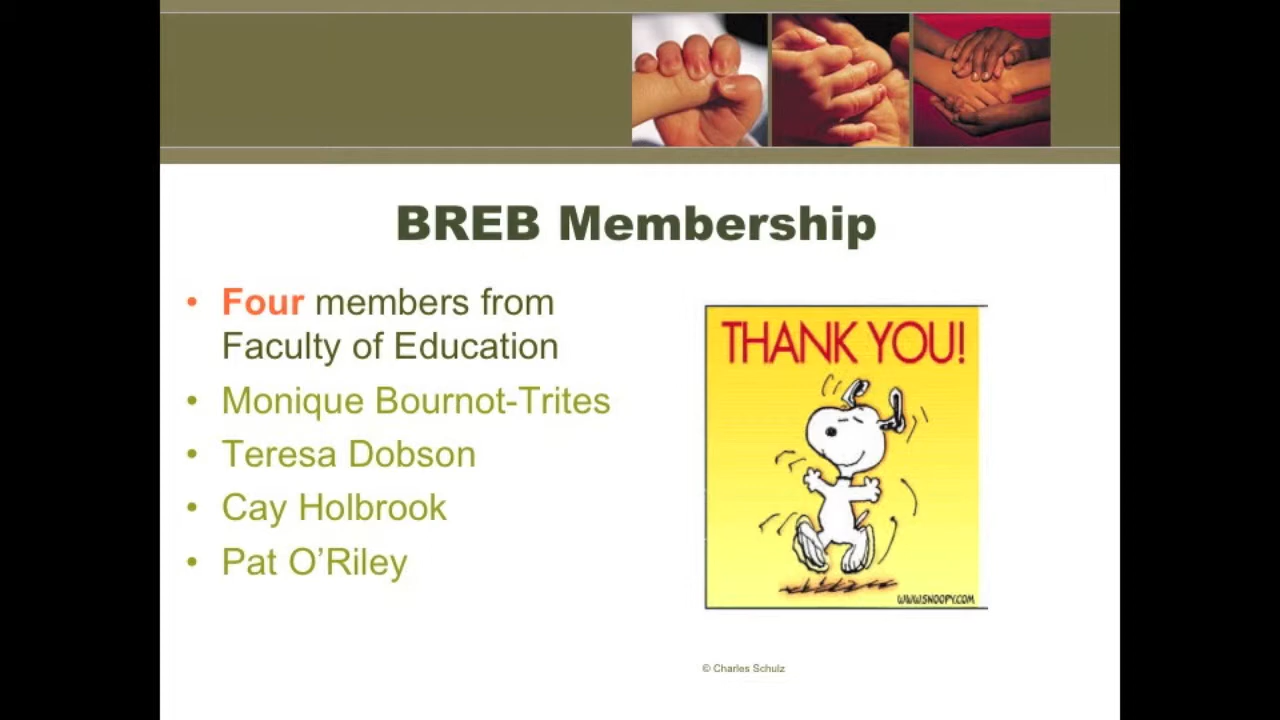 BREB Membership
• Four members from
Faculty of Education
• Monique Bournot-Trites
• Teresa Dobson
• Cay Holbrook
• Pat O’Riley
THANK YOU!
WWW.SNOOPY.COM
© Charles Schulz